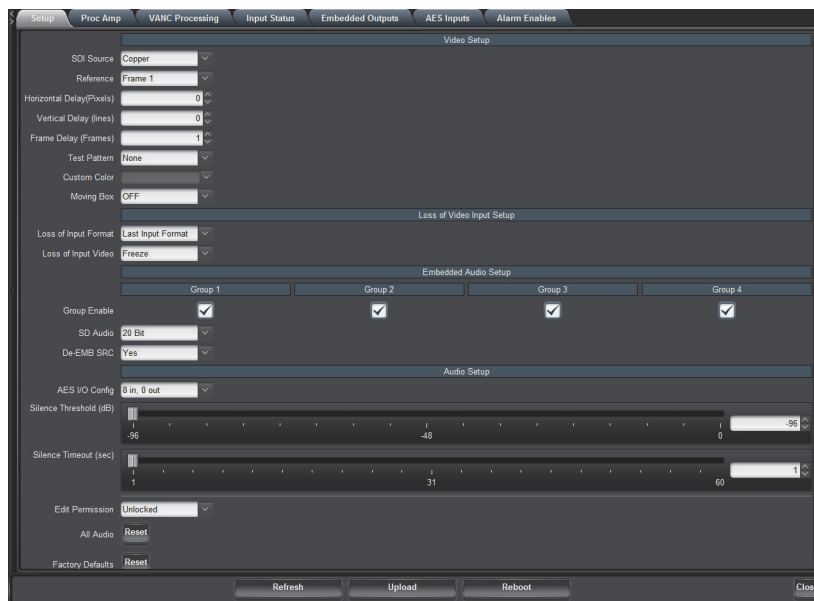 Setup Proc Amp VANC Processing Input Status Embedded Outputs AES Inputs Alarm Enables
Video Setup
SDI Source Copper
Reference Frame 1
Horizontal Delay(Pixels) 0
Vertical Delay (lines) 0
Frame Delay (Frames) 1
Test Pattern None
Custom Color
Moving Box OFF
Loss of Video Input Setup
Loss of Input Format Last Input Format
Loss of Input Video Freeze
Embedded Audio Setup
Group 1 Group 2 Group 3 Group 4
Group Enable
SD Audio 20 Bit
De-EMB SRC Yes
Audio Setup
AES I/O Config 8 in, 0 out
Silence Threshold (dB) -96
-96 -48 0
Silence Timeout (sec) 1
1 31 60
Edit Permission Unlocked
All Audio Reset
Factory Defaults Reset
Refresh Upload Reboot Clos